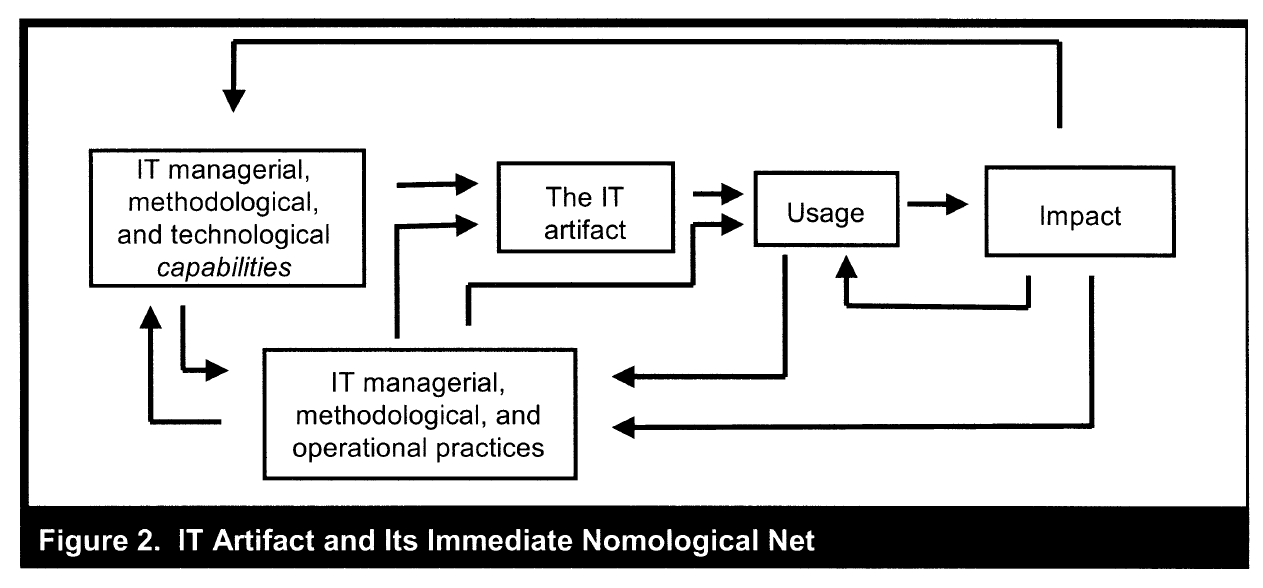 IT managerial,
methodological,
and technological
capabilities
The IT
artifact
Usage
Impact
IT managerial,
methodological, and
operational practices
Figure 2. IT Artifact and Its Immediate Nomological Net